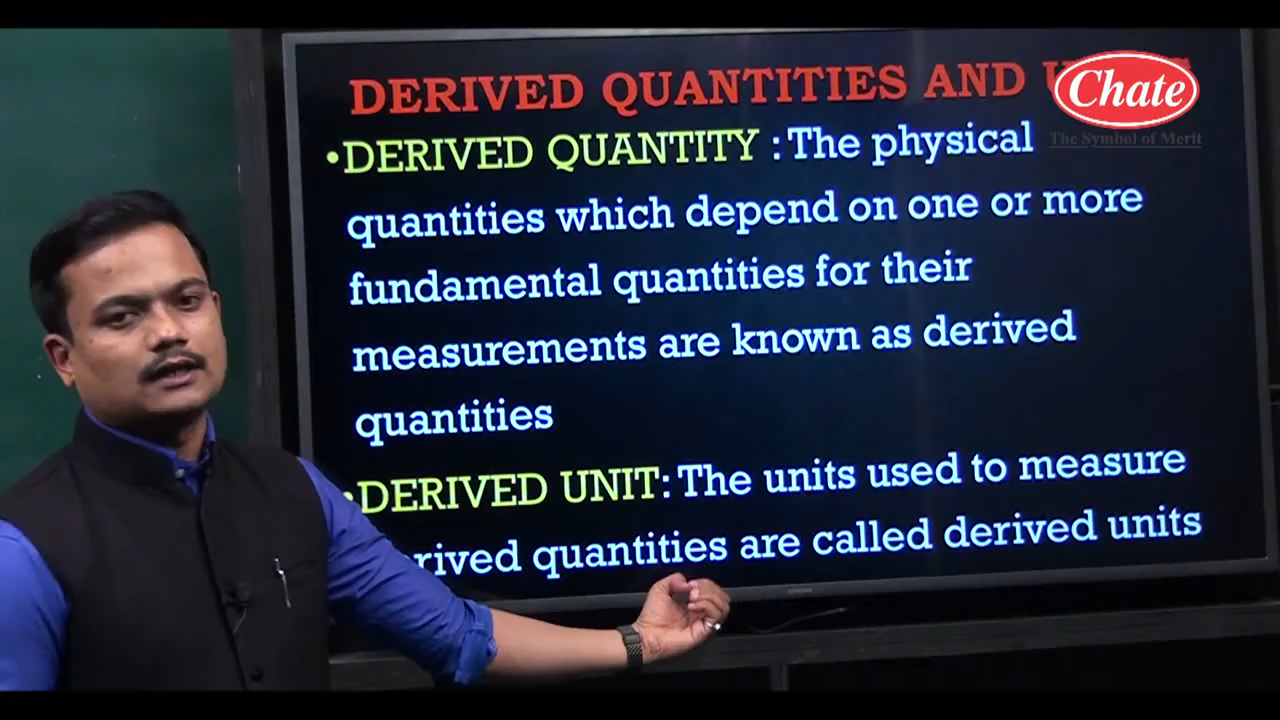 DERIVED QUANTITIES AND
Chate
The Symbol of Merit
•DERIVED QUANTITY : The physical
quantities which depend on one or more
fundamental quantities for their
measurements are known as derived
quantities
•DERIVED UNIT: The units used to measure
rived quantities are called derived units